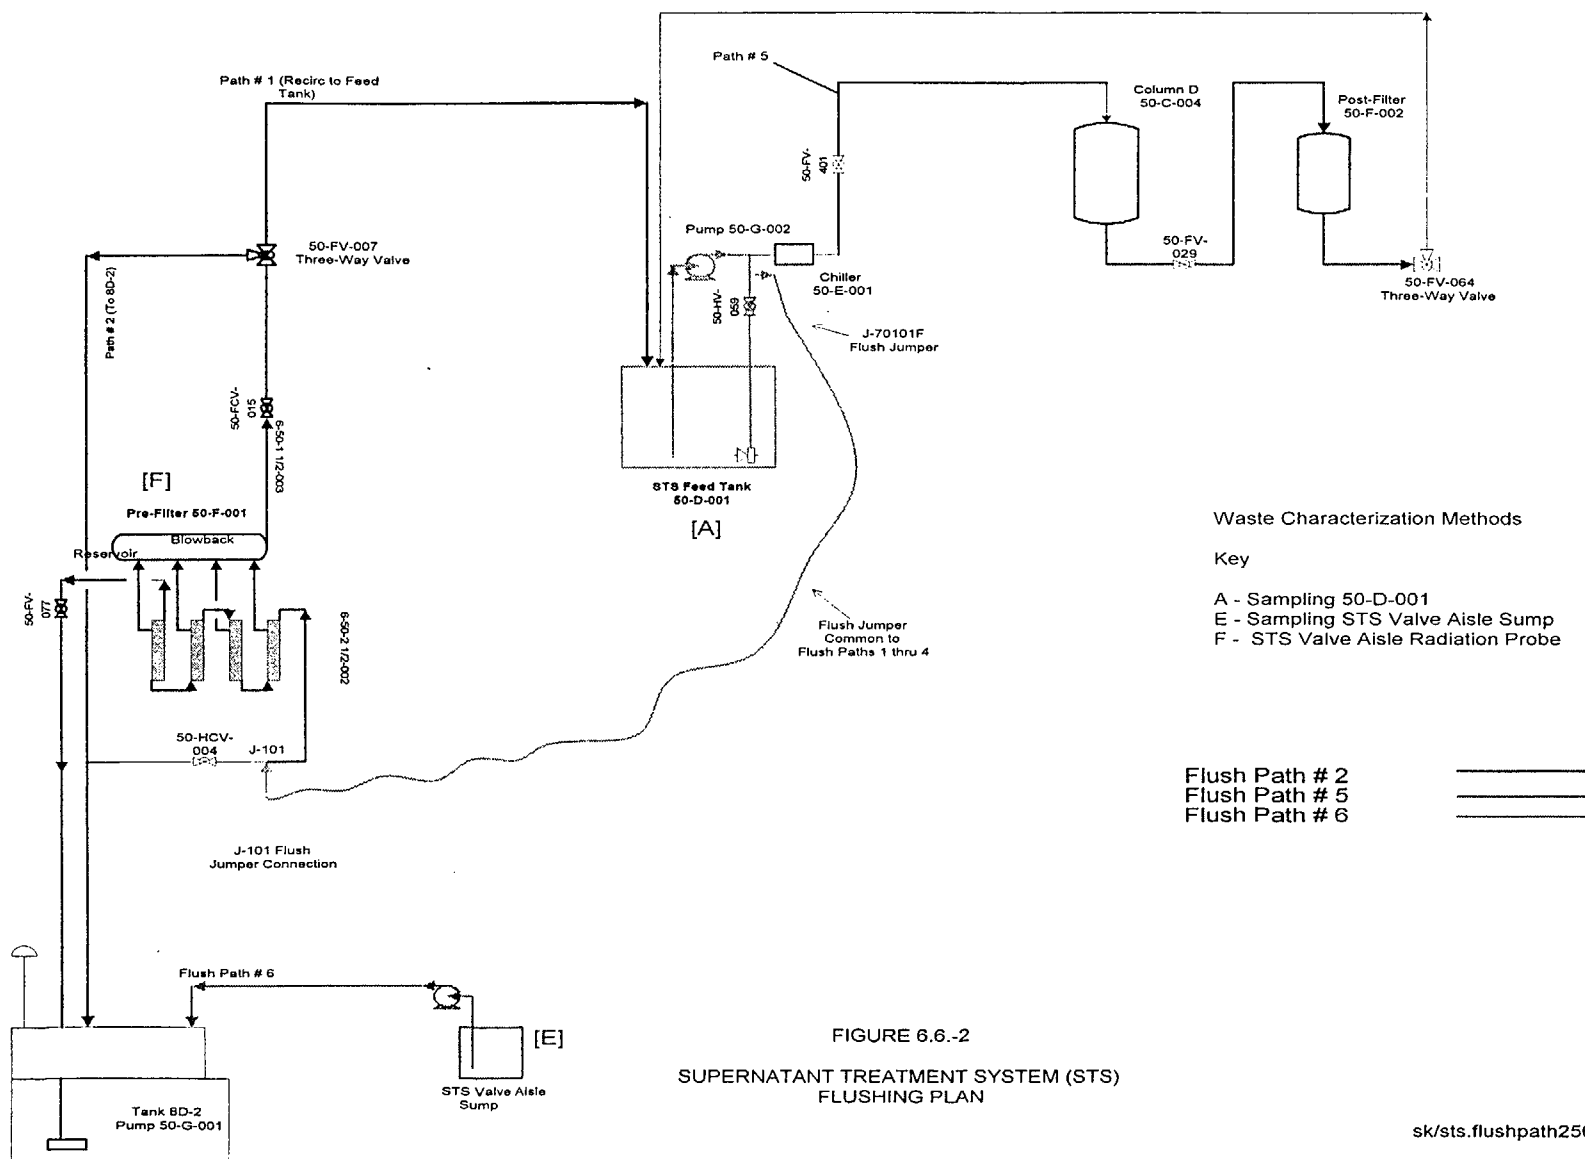 Path # 1 (Recirc to Feed
Tank)
Path # 5
Column D
50-C-004
Post-Filter
50-F-002
50-FV-
401
50-FV-007
Three-Way Valve
Path # 2 (To 8D-2)
Pump 50-G-002
Chiller
50-E-001
50-HV-
059
50-FV-
029
50-FV-064
Three-Way Valve
J-70101F
Flush Jumper
50-FCV-
015
6-50-1 1/2-003
[F]
Pre-Filter 50-F-001
Blowback
Reservoir
STS Feed Tank
50-D-001
[A]
50-FV-
077
6-50-2 1/2-002
Flush Jumper
Common to
Flush Paths 1 thru 4
Waste Characterization Methods
Key
A - Sampling 50-D-001
E - Sampling STS Valve Aisle Sump
F - STS Valve Aisle Radiation Probe
50-HCV-
004
J-101
J-101 Flush
Jumper Connection
Flush Path # 2
Flush Path # 5
Flush Path # 6
Flush Path # 6
[E]
STS Valve Aisle
Sump
Tank 8D-2
Pump 50-G-001
FIGURE 6.6.-2
SUPERNATANT TREATMENT SYSTEM (STS)
FLUSHING PLAN
sk/sts.flushpath256